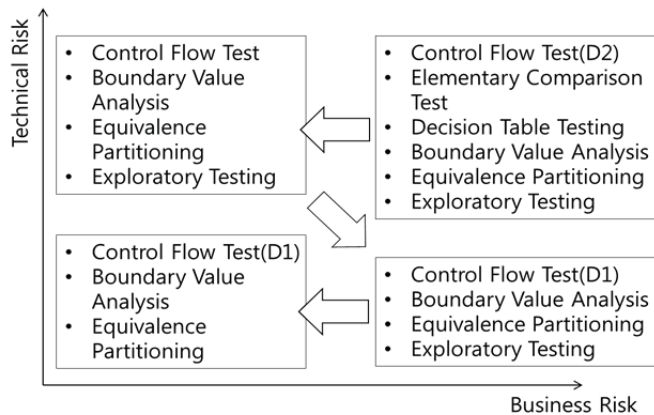 Technical Risk
• Control Flow Test
• Boundary Value
Analysis
• Equivalence
Partitioning
• Exploratory Testing
• Control Flow Test(D2)
• Elementary Comparison
Test
• Decision Table Testing
• Boundary Value Analysis
• Equivalence Partitioning
• Exploratory Testing
• Control Flow Test(D1)
• Boundary Value
Analysis
• Equivalence
Partitioning
• Control Flow Test(D1)
• Boundary Value Analysis
• Equivalence Partitioning
• Exploratory Testing
Business Risk